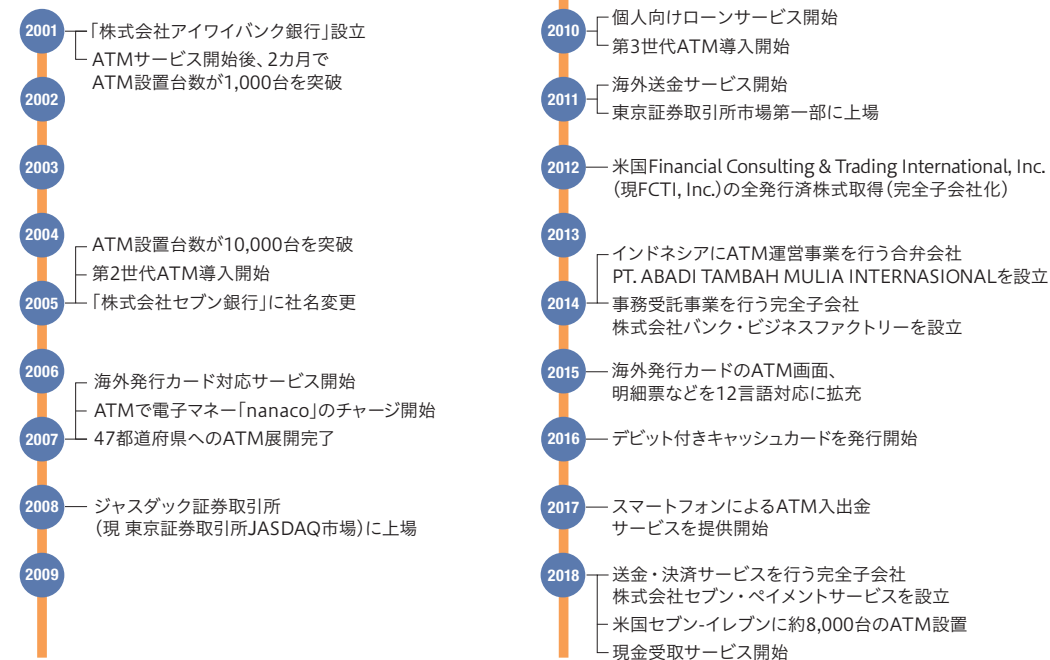 2001
「株式会社アイワイバンク銀行」設立
ATMサービス開始後、2カ月で
ATM設置台数が1,000台を突破
2002
2003
2004
ATM設置台数が10,000台を突破
第2世代ATM導入開始
2005
「株式会社セブン銀行」に社名変更
2006
海外発行カード対応サービス開始
ATMで電子マネー「nanaco」のチャージ開始
2007
47都道府県へのATM展開完了
2008
ジャスダック証券取引所
（現 東京証券取引所JASDAQ市場）に上場
2009
2010
個人向けローンサービス開始
第3世代ATM導入開始
2011
海外送金サービス開始
東京証券取引所市場第一部に上場
2012
米国Financial Consulting & Trading International, Inc.
（現FCTI, Inc.）の全発行済株式取得（完全子会社化）
2013
インドネシアにATM運営事業を行う合弁会社
PT. ABADI TAMBAH MULIA INTERNASIONALを設立
2014
事務受託事業を行う完全子会社
株式会社バンク・ビジネスファクトリーを設立
2015
海外発行カードのATM画面、
明細票などを12言語対応に拡充
2016
デビット付きキャッシュカードを発行開始
2017
スマートフォンによるATM入出金
サービスを提供開始
2018
送金・決済サービスを行う完全子会社
株式会社セブン・ペイメントサービスを設立
米国セブン-イレブンに約8,000台のATM設置
現金受取サービス開始